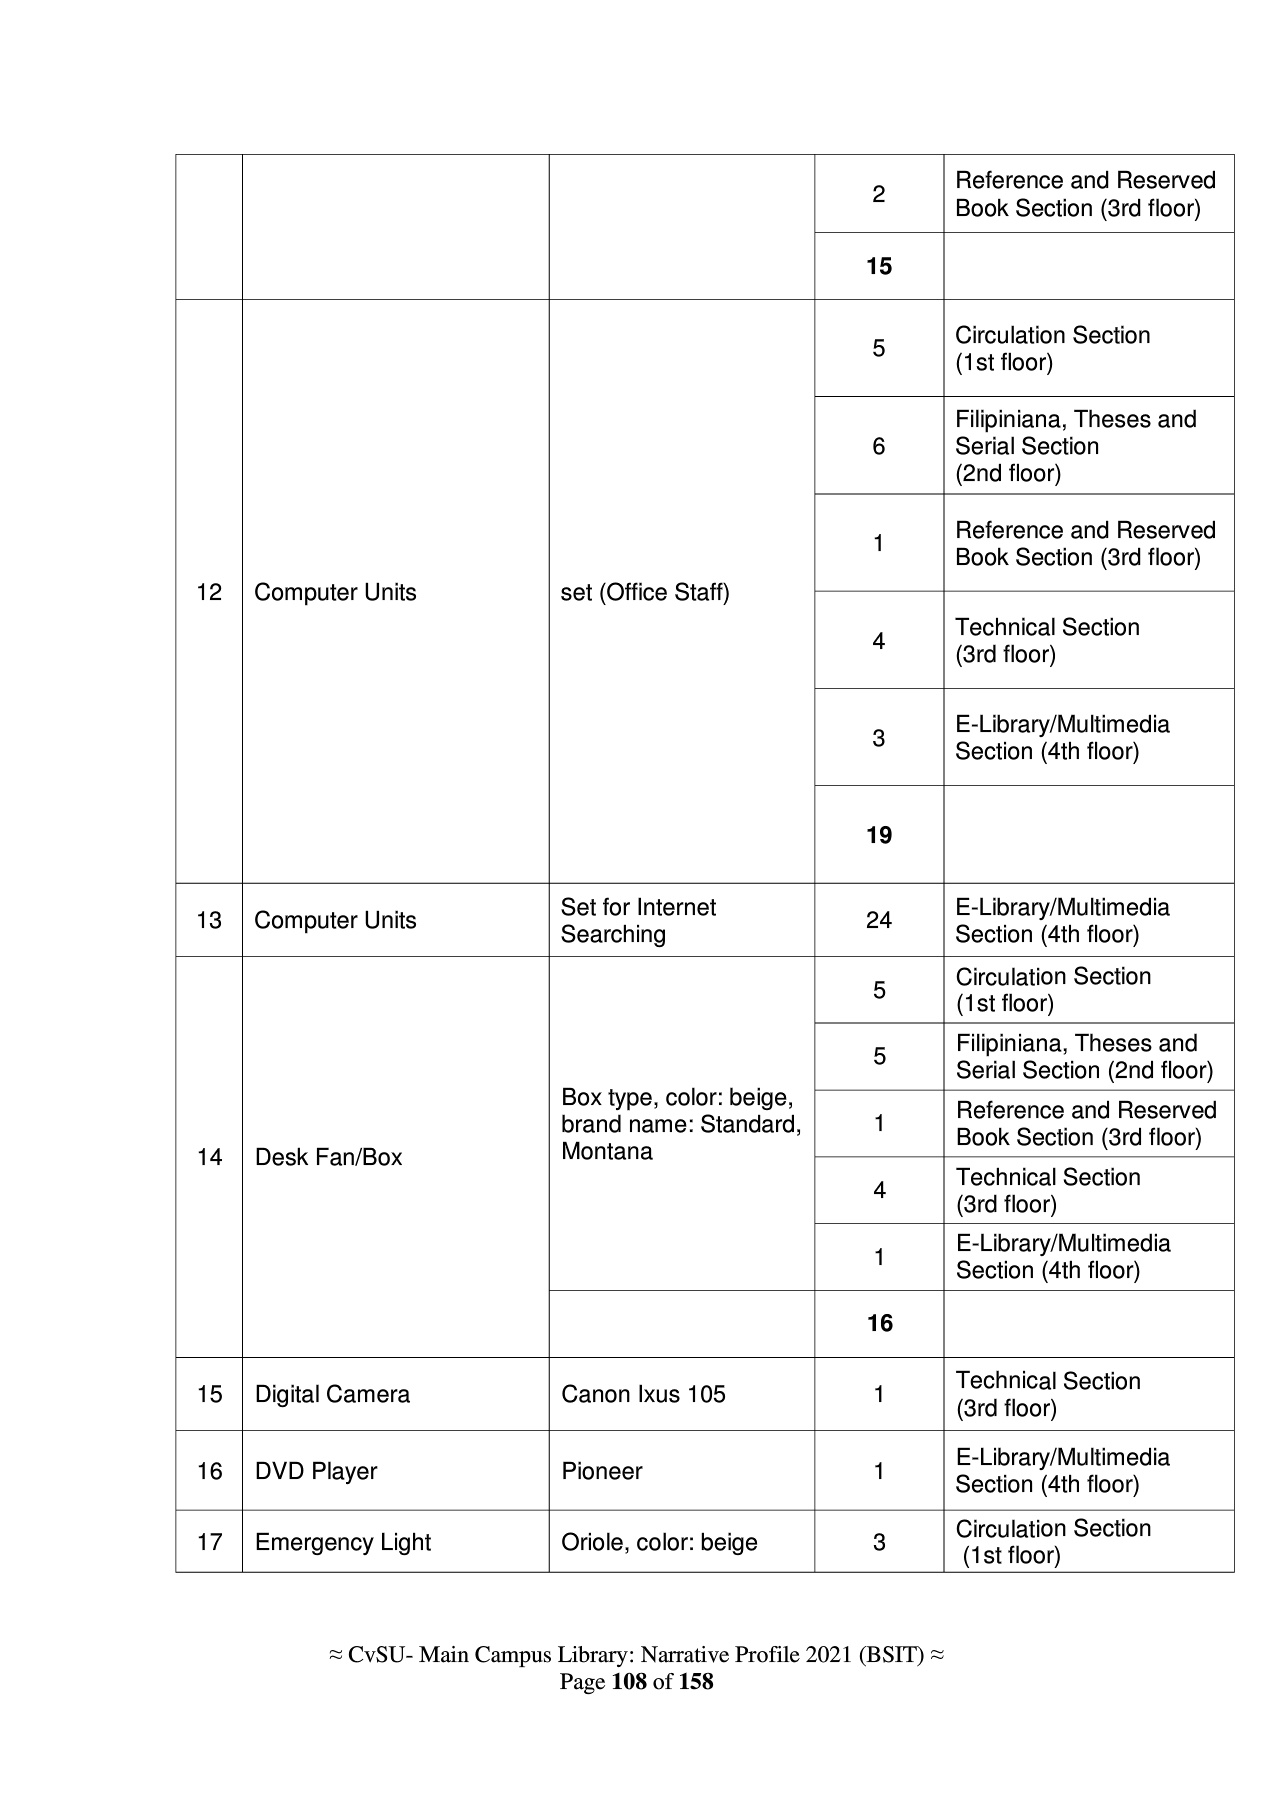 2
Reference and Reserved
Book Section (3rd floor)
15
12
Computer Units
set (Office Staff)
5
Circulation Section
(1st floor)
6
Filipiniana, Theses and
Serial Section
(2nd floor)
1
Reference and Reserved
Book Section (3rd floor)
4
Technical Section
(3rd floor)
3
E-Library/Multimedia
Section (4th floor)
19
13
Computer Units
Set for Internet
Searching
24
E-Library/Multimedia
Section (4th floor)
14
Desk Fan/Box
Box type, color: beige,
brand name: Standard,
Montana
5
Circulation Section
(1st floor)
5
Filipiniana, Theses and
Serial Section (2nd floor)
1
Reference and Reserved
Book Section (3rd floor)
4
Technical Section
(3rd floor)
1
E-Library/Multimedia
Section (4th floor)
16
15
Digital Camera
Canon Ixus 105
1
Technical Section
(3rd floor)
16
DVD Player
Pioneer
1
E-Library/Multimedia
Section (4th floor)
17
Emergency Light
Oriole, color: beige
3
Circulation Section
(1st floor)
≈ CvSU- Main Campus Library: Narrative Profile 2021 (BSIT) ≈
Page 108 of 158